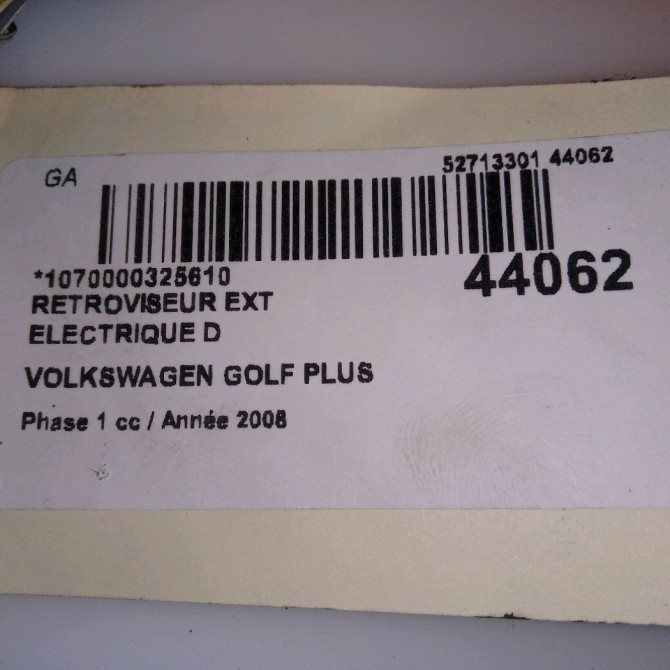 GA
52713301 44062
*1070000325610
44062
RETROVISEUR EXT
ELECTRIQUE D
VOLKSWAGEN GOLF PLUS
Phase 1 cc / Année 2008